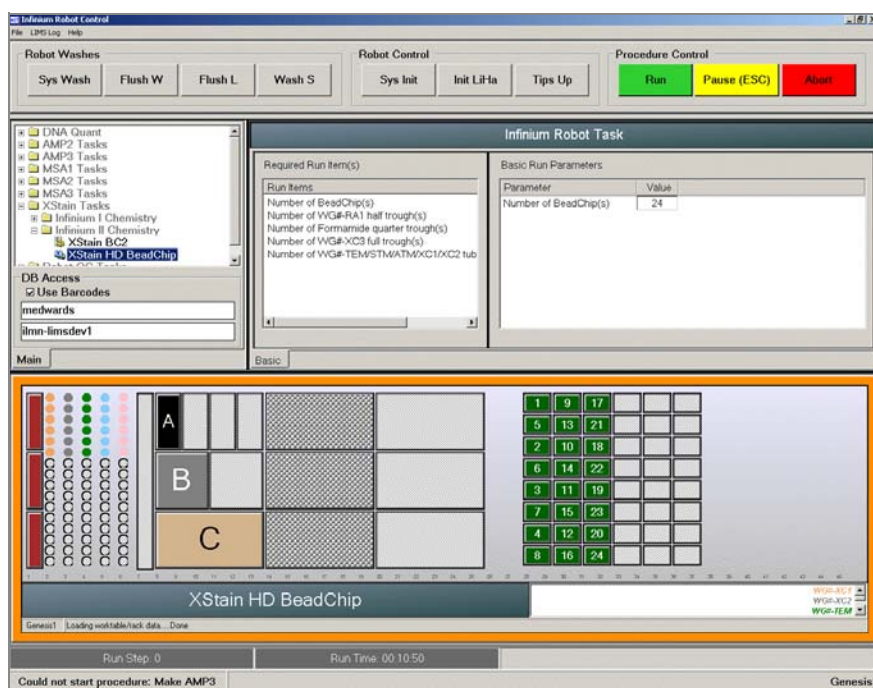 Infinium Robot Control
File LIMS Log Help
Robot Washes
Sys Wash Flush W Flush L Wash S
Robot Control
Sys Init Init LiHa Tips Up
Procedure Control
Run Pause (ESC) Abort
DNA Quant
AMP2 Tasks
AMP3 Tasks
MSA1 Tasks
MSA2 Tasks
MSA3 Tasks
XStain Tasks
Infinium I Chemistry
Infinium II Chemistry
XStain BC2
XStain HD BeadChip
DB Access
Use Barcodes
medwards
ilmn-limsdev1
Main
Infinium Robot Task
Required Run Item(s)
Run Items
Number of BeadChip(s)
Number of WG#-RA1 half trough(s)
Number of Formamide quarter trough(s)
Number of WG#-XC3 full trough(s)
Number of WG#-TEM/STM/ATM/XC1/XC2 tub
Basic Run Parameters
Parameter Value
Number of BeadChip(s) 24
Basic
A
B
C
1 9 17
5 13 21
2 10 18
6 14 22
3 11 19
7 15 23
4 12 20
8 16 24
XStain HD BeadChip
WG#-XC1
WG#-XC2
WG#-TEM
Genesis1 Loading worktable/rack data....Done
Run Step: 0 Run Time: 00:10:50
Could not start procedure: Make AMP3 Genesis